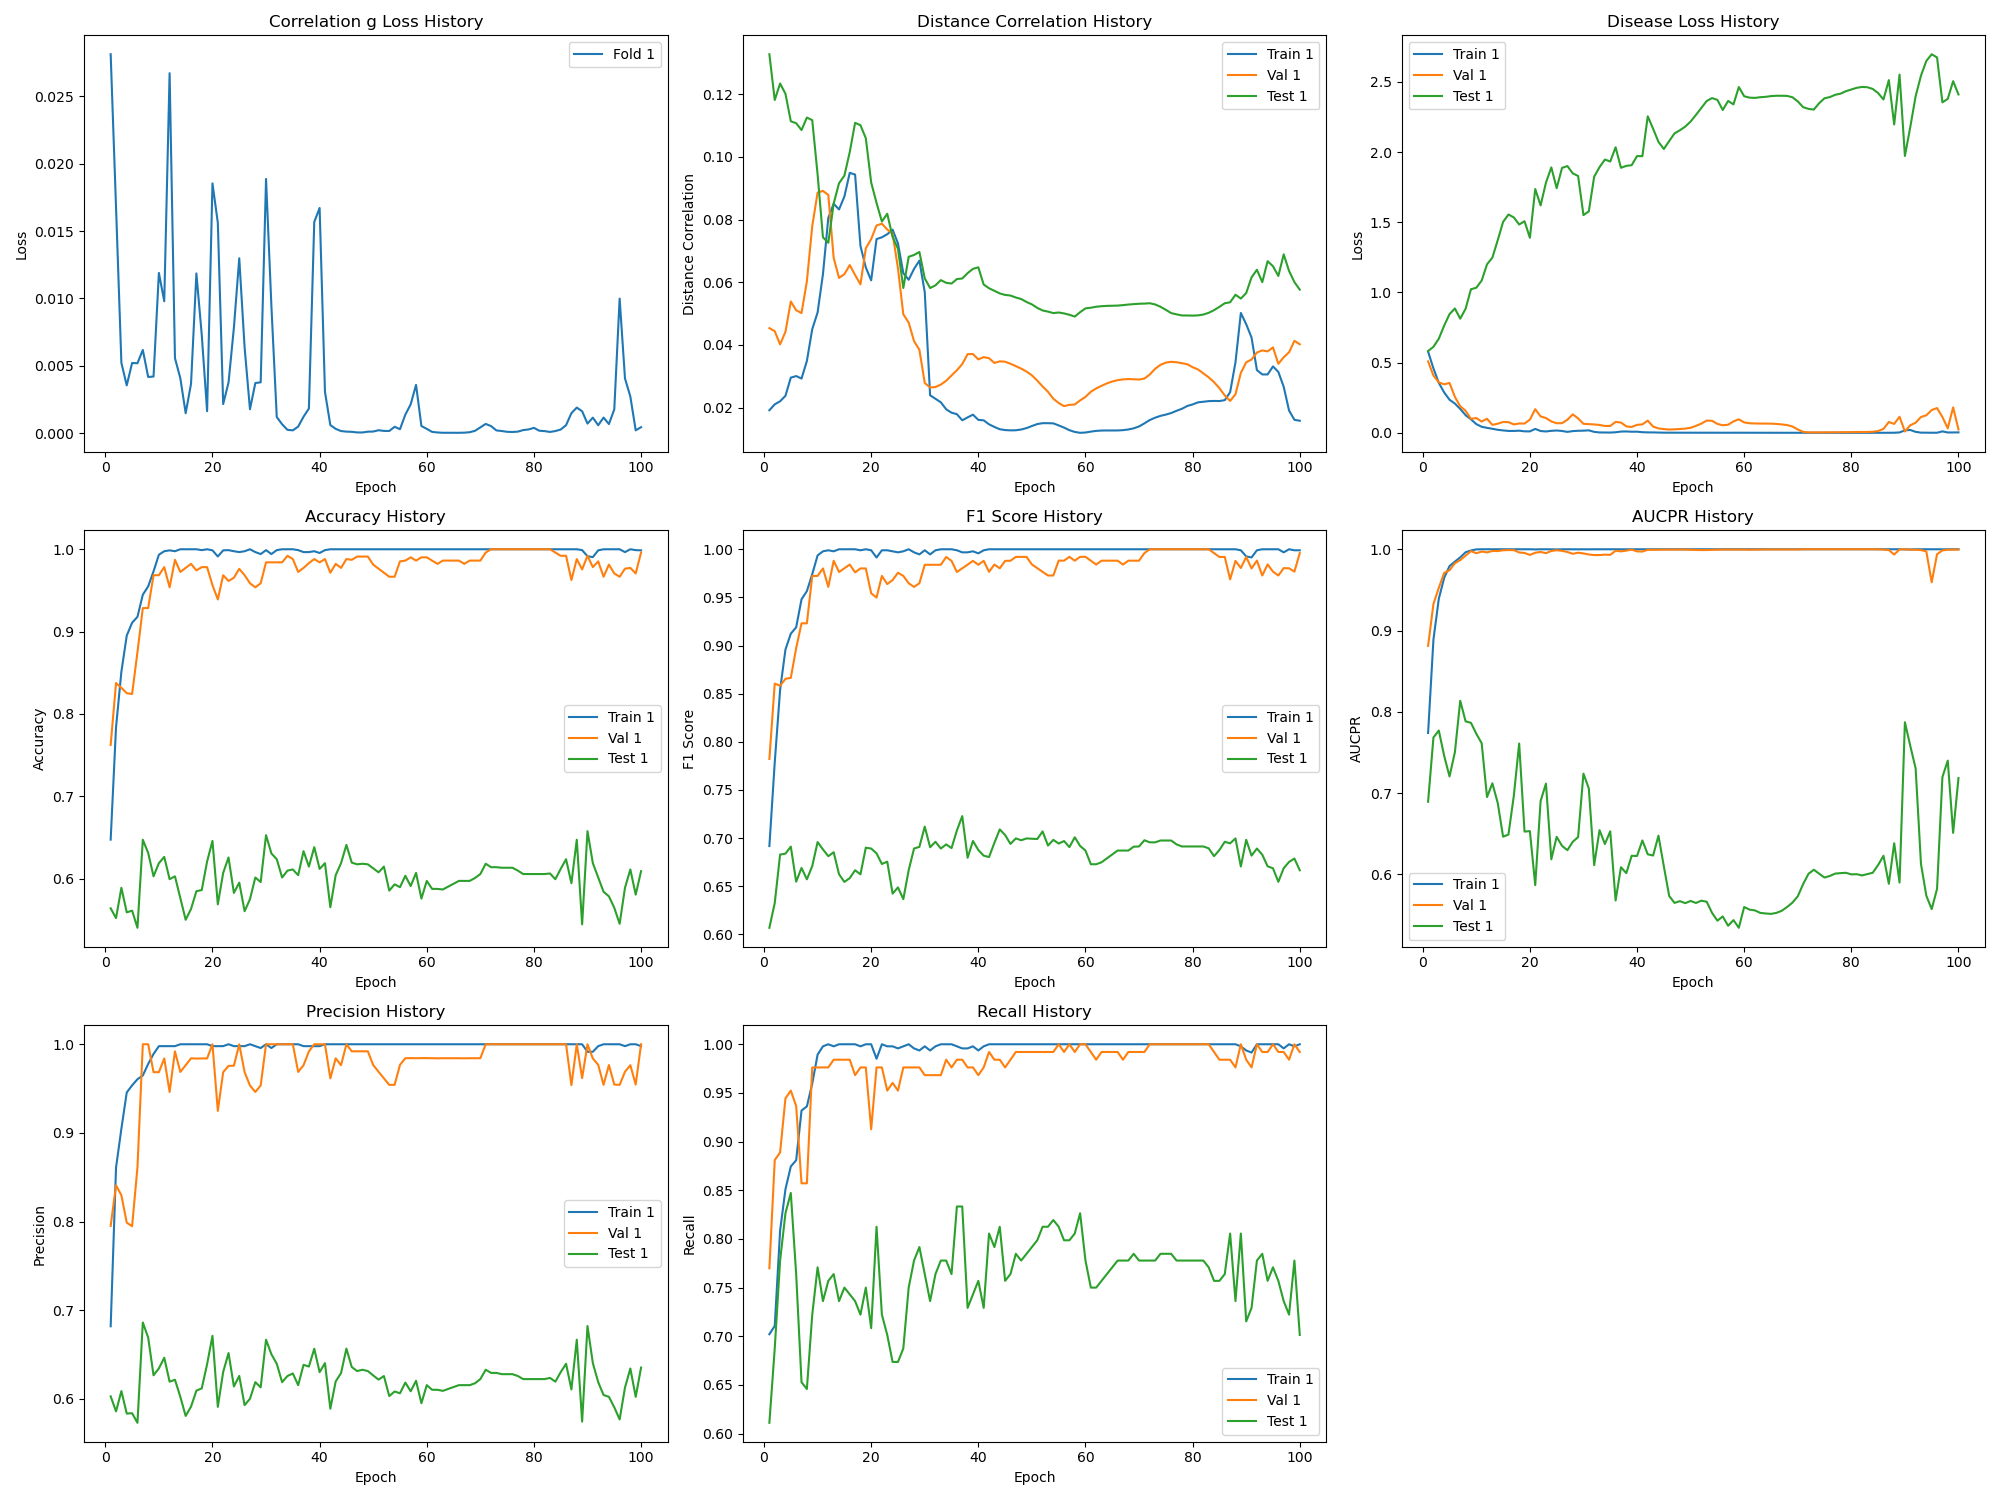 Correlation g Loss History
Fold 1
0.025
0.020
0.015
0.010
0.005
0.000
Loss
0 20 40 60 80 100
Epoch
Distance Correlation History
Train 1
Val 1
Test 1
0.12
0.10
0.08
0.06
0.04
0.02
Distance Correlation
0 20 40 60 80 100
Epoch
Disease Loss History
Train 1
Val 1
Test 1
2.5
2.0
1.5
1.0
0.5
0.0
Loss
0 20 40 60 80 100
Epoch
Accuracy History
1.0
0.9
0.8
0.7
0.6
Accuracy
Train 1
Val 1
Test 1
0 20 40 60 80 100
Epoch
F1 Score History
1.00
0.95
0.90
0.85
0.80
0.75
0.70
0.65
0.60
F1 Score
Train 1
Val 1
Test 1
0 20 40 60 80 100
Epoch
AUCPR History
1.0
0.9
0.8
0.7
0.6
AUCPR
Train 1
Val 1
Test 1
0 20 40 60 80 100
Epoch
Precision History
1.0
0.9
0.8
0.7
0.6
Precision
Train 1
Val 1
Test 1
0 20 40 60 80 100
Epoch
Recall History
1.00
0.95
0.90
0.85
0.80
0.75
0.70
0.65
0.60
Recall
Train 1
Val 1
Test 1
0 20 40 60 80 100
Epoch